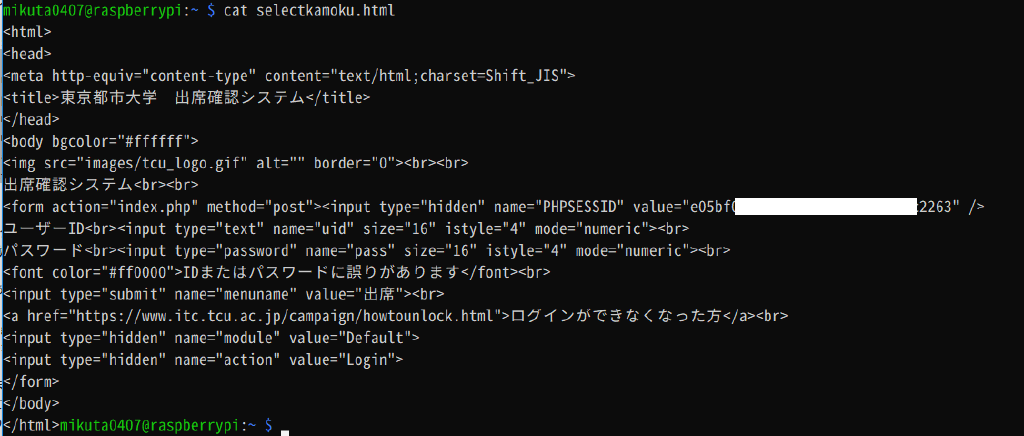 mikuta0407@raspberrypi:~ $ cat selectkamoku.html
<html>
<head>
<meta http-equiv="content-type" content="text/html;charset=Shift_JIS">
<title>東京都市大学　出席確認システム</title>
</head>
<body bgcolor="#ffffff">
<img src="images/tcu_logo.gif" alt="" border="0"><br><br>
出席確認システム<br><br>
<form action="index.php" method="post"><input type="hidden" name="PHPSESSID" value="e05bf 2263" />
ユーザーID<br><input type="text" name="uid" size="16" istyle="4" mode="numeric"><br>
パスワード<br><input type="password" name="pass" size="16" istyle="4" mode="numeric"><br>
<font color="#ff0000">IDまたはパスワードに誤りがあります</font><br>
<input type="submit" name="menuname" value="出席"><br>
<a href="https://www.itc.tcu.ac.jp/campaign/howtounlock.html">ログインができなくなった方</a><br>
<input type="hidden" name="module" value="Default">
<input type="hidden" name="action" value="Login">
</form>
</body>
</html>mikuta0407@raspberrypi:~ $